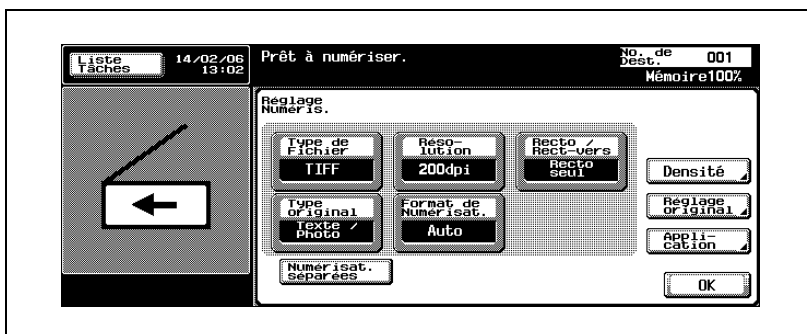 Liste
Tâches
14/02/06
13:02
Prêt à numériser.
No. de
Dest.
001
Mémoire100%
Réglage
Numéris.
Type de
Fichier
TIFF
Réso-
lution
200dpi
Recto /
Rect-vers
Recto
seul
Type
original
Texte /
Photo
Format de
Numérisat.
Auto
Numérisat.
séparées
Densité
Réglage
original
Appli-
cation
OK